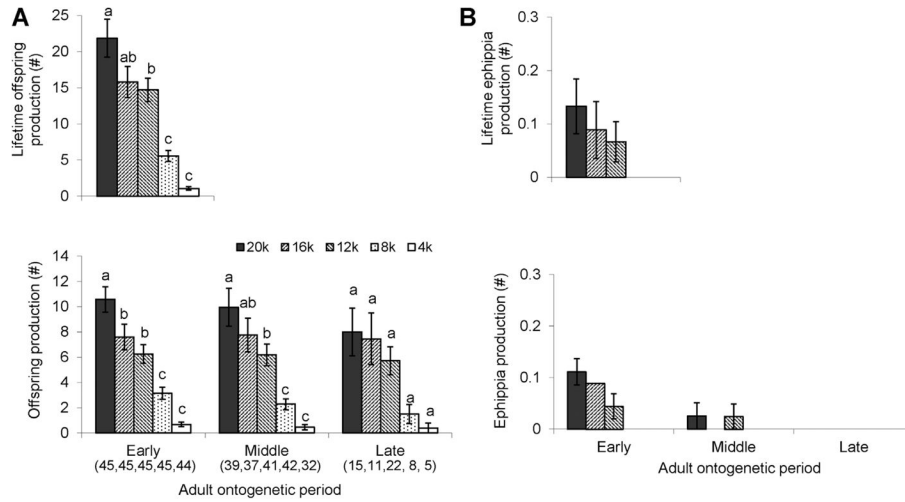 A
Lifetime offspring
production (#)
25
20
15
10
5
0
a
ab
b
c
c
Offspring production (#)
14
12
10
8
6
4
2
0
20k 16k 12k 8k 4k
a
b
b
c
c
a
ab
b
c
c
a
a
a
a
a
Early Middle Late
(45,45,45,45,44) (39,37,41,42,32) (15,11,22, 8, 5)
Adult ontogenetic period
B
Lifetime ephippia
production (#)
0.3
0.2
0.1
0
Ephippia production (#)
0.3
0.2
0.1
0
Early Middle Late
Adult ontogenetic period